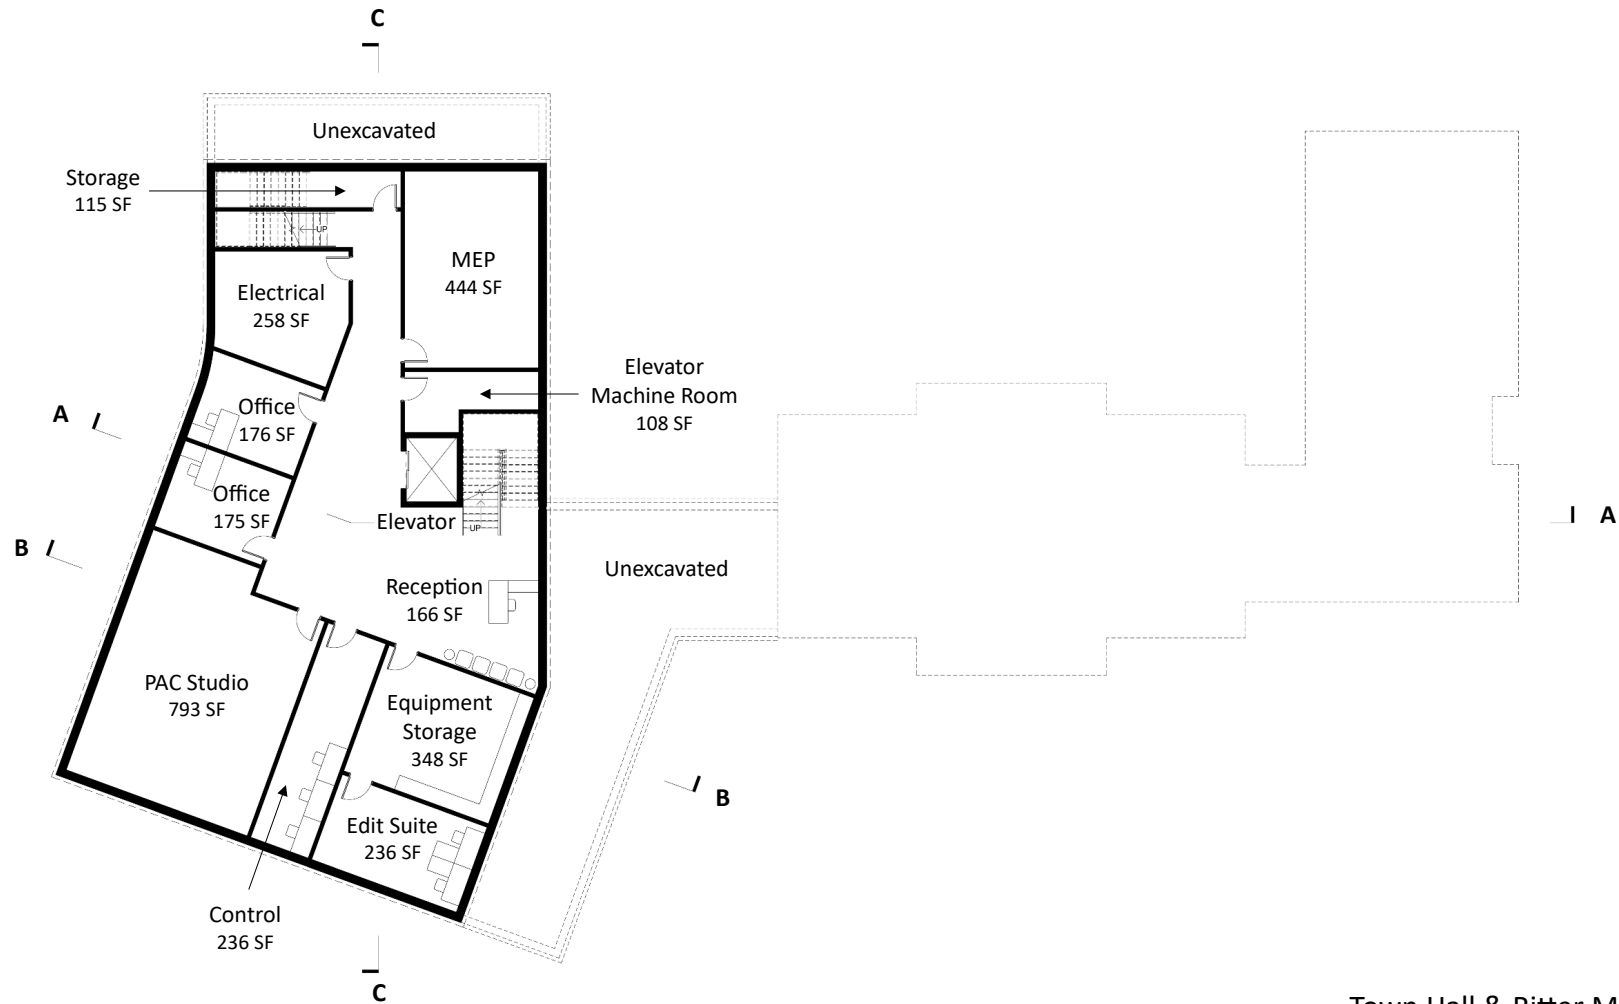 C
Unexcavated
Storage
115 SF
UP
MEP
444 SF
Electrical
258 SF
Elevator
Machine Room
108 SF
A
Office
176 SF
Office
175 SF
Elevator
UP
A
B
Unexcavated
Reception
166 SF
PAC Studio
793 SF
Equipment
Storage
348 SF
B
Edit Suite
236 SF
Control
236 SF
C